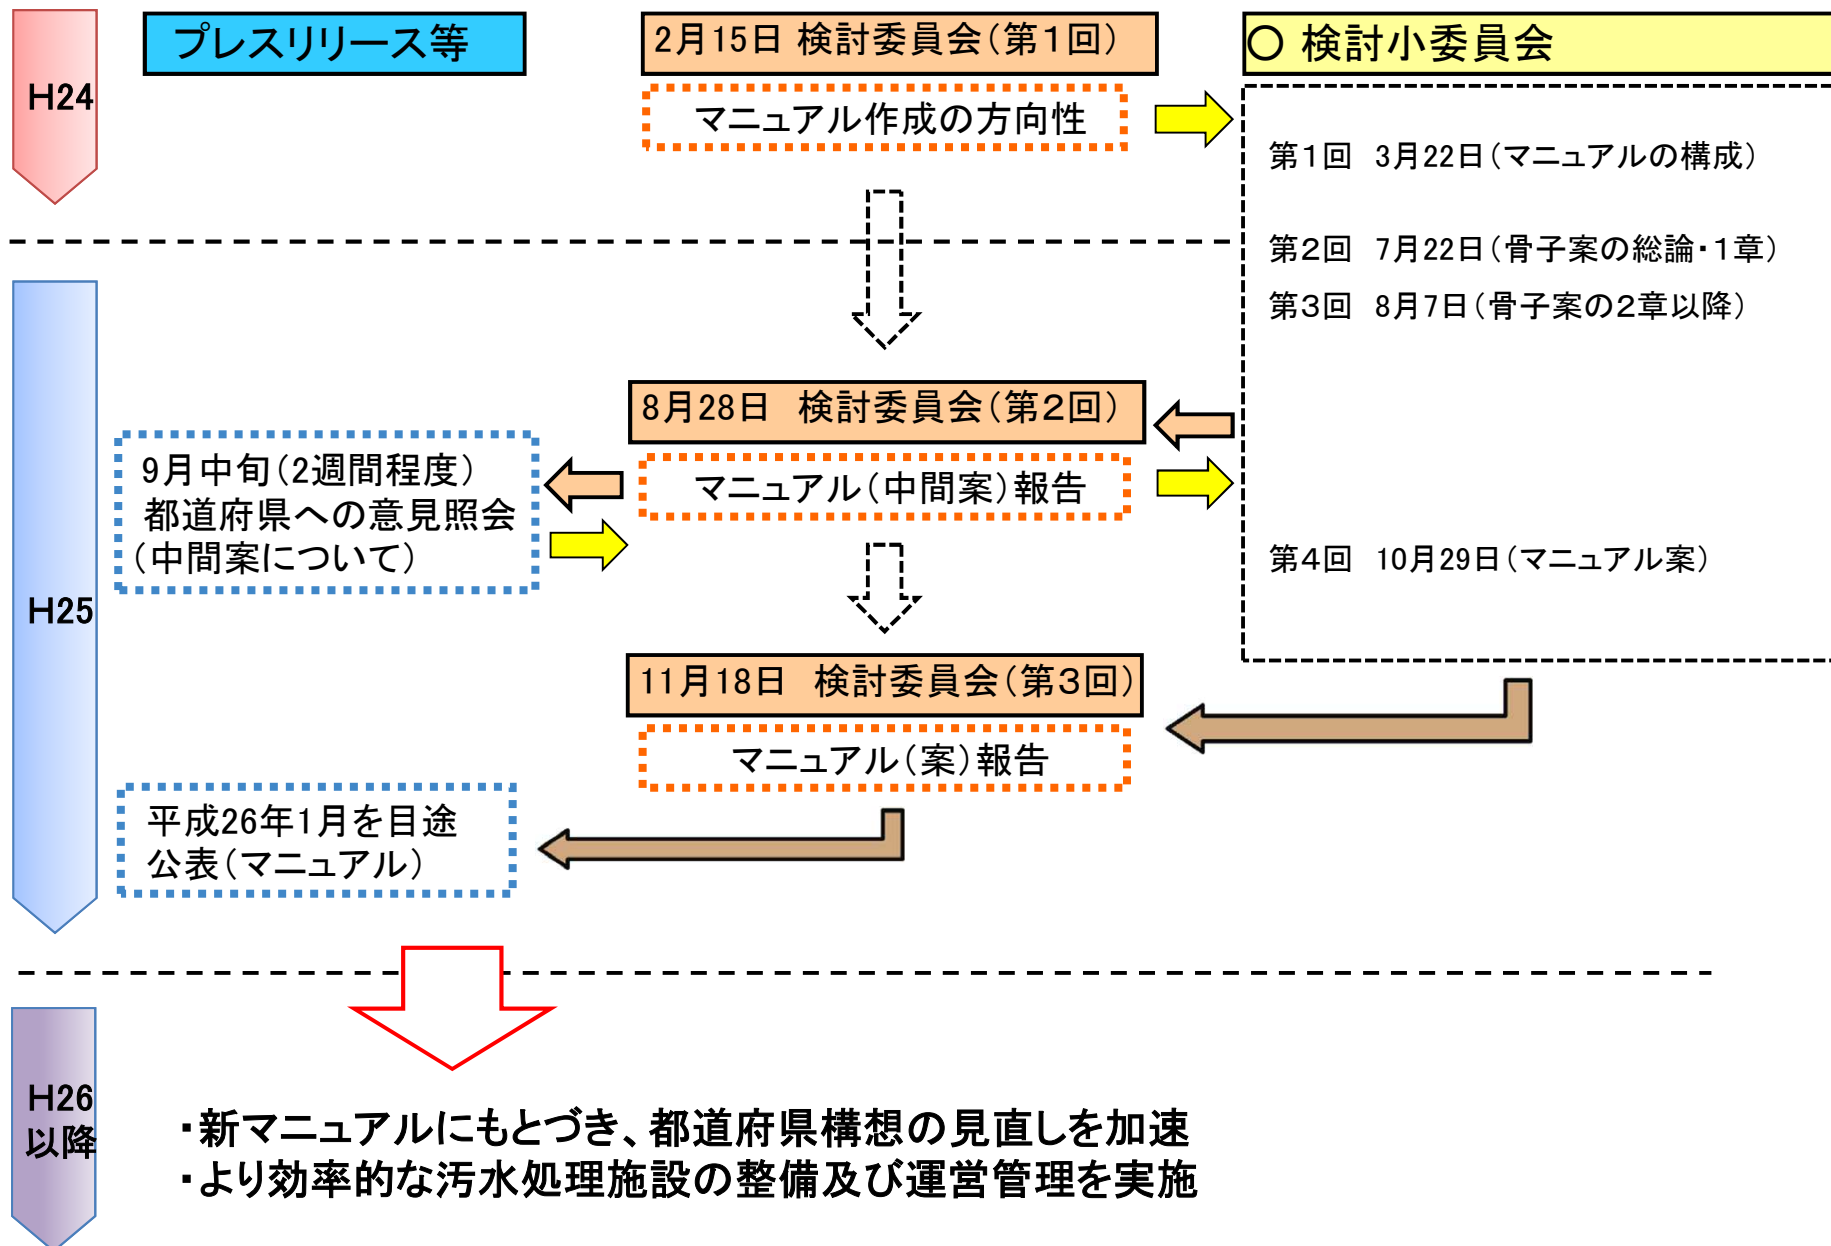 H24
プレスリリース等
2月15日 検討委員会(第1回)
マニュアル作成の方向性
○ 検討小委員会
第1回 3月22日(マニュアルの構成)
第2回 7月22日(骨子案の総論・1章)
第3回 8月7日(骨子案の2章以降)
第4回 10月29日(マニュアル案)
H25
8月28日 検討委員会(第2回)
マニュアル(中間案)報告
9月中旬(2週間程度)
都道府県への意見照会
(中間案について)
11月18日 検討委員会(第3回)
マニュアル(案)報告
平成26年1月を目途
公表(マニュアル)
H26
以降
・新マニュアルにもとづき、都道府県構想の見直しを加速
・より効率的な汚水処理施設の整備及び運営管理を実施